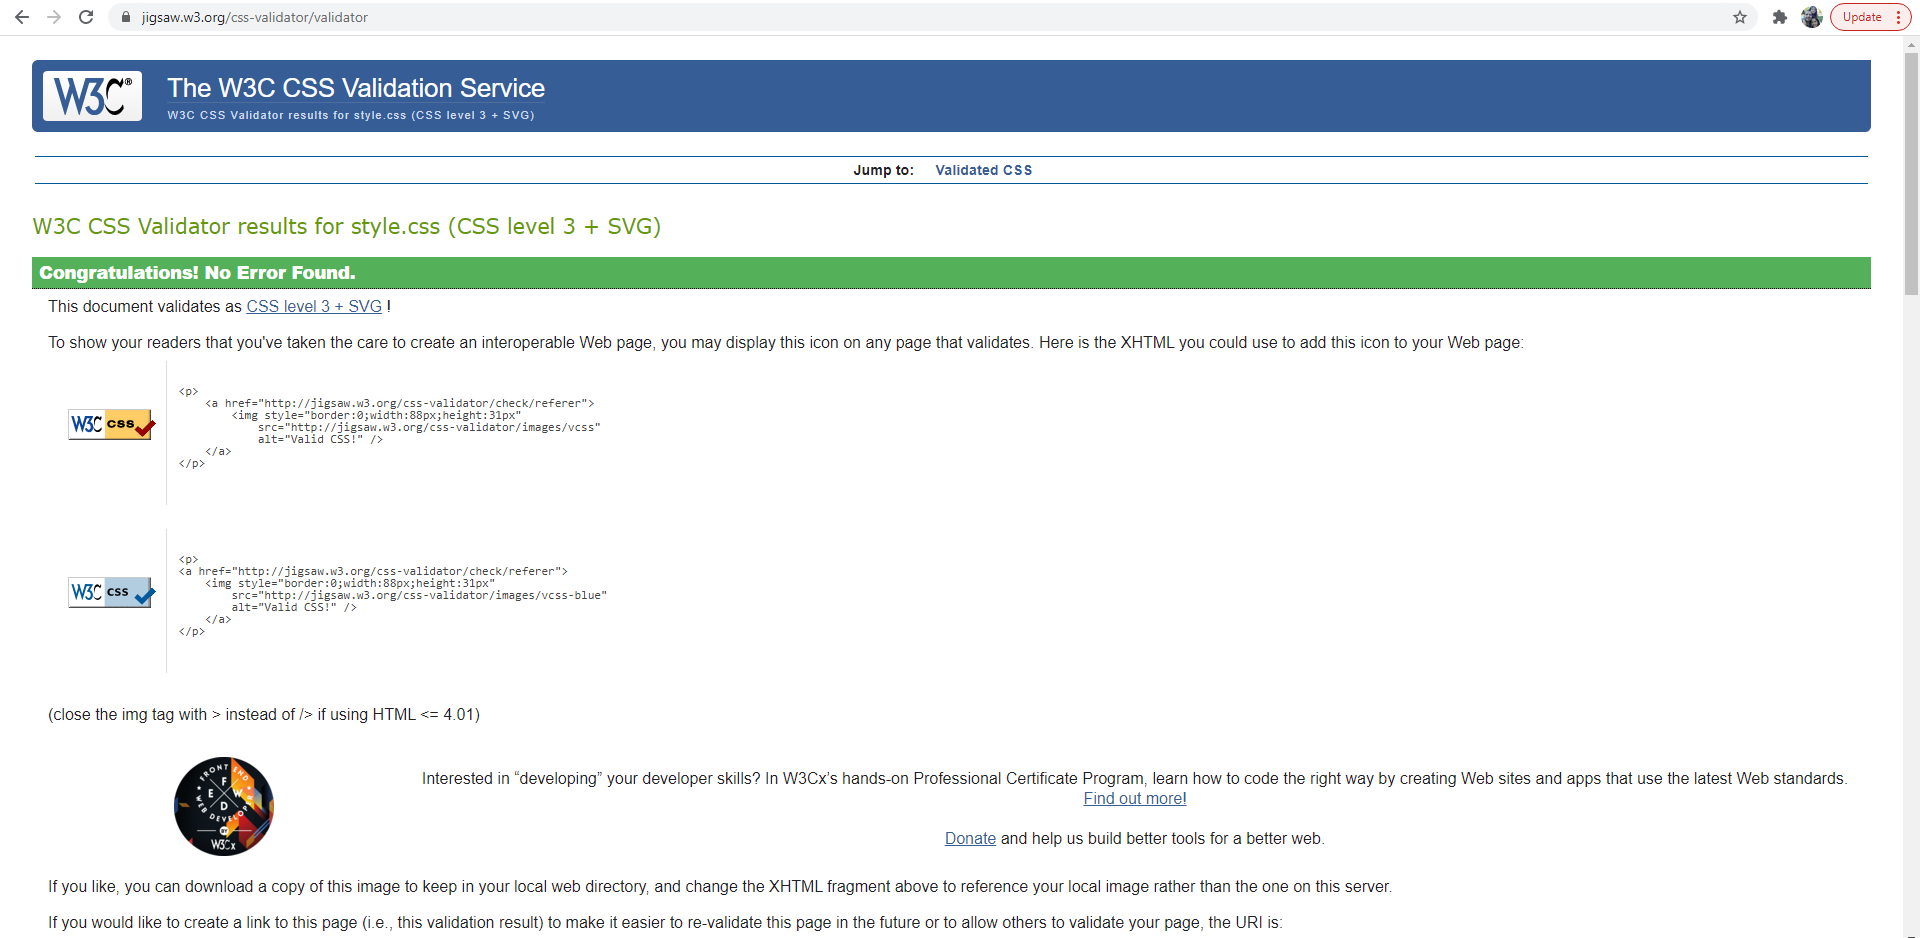 jigsaw.w3.org/css-validator/validator
Update
W3C®
The W3C CSS Validation Service
W3C CSS Validator results for style.css (CSS level 3 + SVG)
Jump to: Validated CSS
W3C CSS Validator results for style.css (CSS level 3 + SVG)
Congratulations! No Error Found.
This document validates as CSS level 3 + SVG !
To show your readers that you've taken the care to create an interoperable Web page, you may display this icon on any page that validates. Here is the XHTML you could use to add this icon to your Web page:
W3C css
<p>
<a href="http://jigsaw.w3.org/css-validator/check/referer">
<img style="border:0;width:88px;height:31px"
src="http://jigsaw.w3.org/css-validator/images/vcss"
alt="Valid CSS!" />
</a>
</p>
W3C css
<p>
<a href="http://jigsaw.w3.org/css-validator/check/referer">
<img style="border:0;width:88px;height:31px"
src="http://jigsaw.w3.org/css-validator/images/vcss-blue"
alt="Valid CSS!" />
</a>
</p>
(close the img tag with > instead of /> if using HTML <= 4.01)
FRONT END
F E W D
WEB DEVELOP
W3Cx
Interested in “developing” your developer skills? In W3Cx’s hands-on Professional Certificate Program, learn how to code the right way by creating Web sites and apps that use the latest Web standards.
Find out more!
Donate and help us build better tools for a better web.
If you like, you can download a copy of this image to keep in your local web directory, and change the XHTML fragment above to reference your local image rather than the one on this server.
If you would like to create a link to this page (i.e., this validation result) to make it easier to re-validate this page in the future or to allow others to validate your page, the URI is: